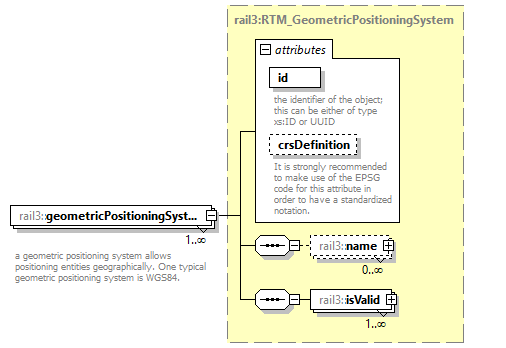 rail3:RTM_GeometricPositioningSystem
attributes
id
the identifier of the object;
this can be either of type
xs:ID or UUID
crsDefinition
It is strongly recommended
to make use of the EPSG
code for this attribute in
order to have a standardized
notation.
rail3::geometricPositioningSyst...
1..∞
a geometric positioning system allows
positioning entities geographically. One typical
geometric positioning system is WGS84.
rail3::name
0..∞
rail3::isValid
1..∞